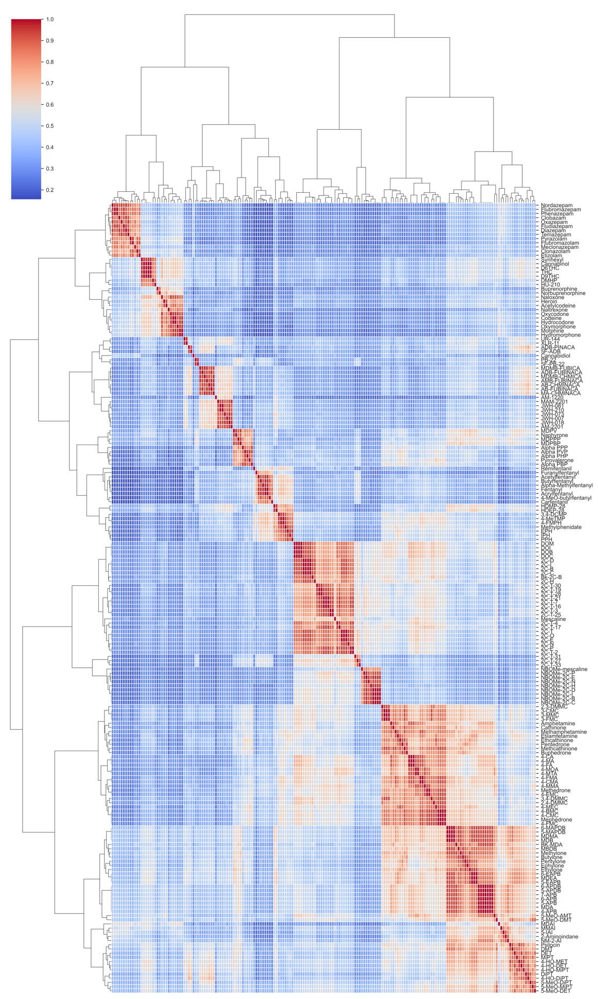 1.0
0.9
0.8
0.7
0.6
0.5
0.4
0.3
0.2
Nordazepam
Flubromazepam
Phenazepam
Clobazam
Oxazepam
Fludiazepam
Diazepam
Temazepam
Pyrazolam
Flubromazolam
Meclonazepam
Clonazolam
Etizolam
Synhexyl
Cannabinol
D6THC
THC
D9THC
DMHP
HU-210
Buprenorphine
Norbuprenorphine
Naloxone
Heroin
Acetylcodeine
Naltrexone
Oxycodone
Codeine
Hydrocodone
Oxymorphone
Morphine
Hydromorphone
UR-144
XLR-11
ADB-PINACA
5F-ADB
Cannabidiol
PB-22
5F-PB-22
MDMB-FUBICA
ADB-FUBINACA
MDMB-CHMICA
AMB-FUBINACA
AB-CHMINACA
AB-FUBINACA
MA-CHMINACA
AM-1220
MAM-2201
JWH-081
JWH-210
JWH-073
JWH-007
JWH-018
AM-2201
MDPV
Naphyrone
MDPPP
MDPBP
Alpha PPP
Alpha PVP
Alpha PHP
Pyrovalerone
Alpha PBP
Remifentanil
Furanylfentanyl
Acetylfentanyl
Butyrfentanyl
Alpha-Methylfentanyl
Fentanyl
Acrylfentanyl
4-MeO-butyrfentanyl
Carfentanil
HDMP-28
HDEP-28
3,4-DCMP
4-MeTMP
4-FMPH
Methylphenidate
EPH
IPH
PPH
DOM
DOI
DOB
DOC
2C-D
2C-I
2C-B
2C-C
Bk-2C-B
2C-H
2C-T-30
2C-T-19
2C-T-28
2C-T-21
2C-T-7
2C-T-16
2C-T-3
2C-T-25
Mescaline
2C-T-4
2C-T-17
2C-T
2C-O
2C-E
2C-N
2C-P
2C-T-2
2C-T-31
2C-T-27
2C-T-33
NBOMe-mescaline
NBOMe-2C-P
NBOMe-2C-E
NBOMe-2C-N
NBOMe-2C-H
NBOMe-2C-D
NBOMe-2C-I
NBOMe-2C-B
NBOMe-2C-C
2,3-DMMC
3-CMC
3-MMC
3-FMC
Amphetamine
Cathinone
Methamphetamine
Etilamfetamine
Ethcathinone
Pentedrone
Methcathinone
Buphedrone
4-CA
4-MA
4-FA
4-MOA
4-MTA
4-FMA
4-CMA
4-MMA
Methedrone
4-EMC
3,4-DMMC
2,4-DMMC
4-MEC
4-BMC
4-CMC
Mephedrone
4-FMC
6-MAPDB
5-MAPDB
MDMA
MDB
BK-MDA
MBDB
Methylone
Butylone
Pentylone
Ephylone
Ethylone
6-EAPB
MDEA
5-EAPB
6-APDB
5-APDB
7-APB
6-APB
5-APB
MDA
4-APB
5-MeO-AMT
5-MeO-DMT
MDAI
MMAI
5-IAI
2-Aminoindane
NM-2-AI
Psilocin
DMT
DET
MiPT
4-HO-MET
4-HO-DET
4-HO-MiPT
DiPT
4-HO-DiPT
5-MeO-DiPT
5-MeO-MiPT
5-MeO-DET